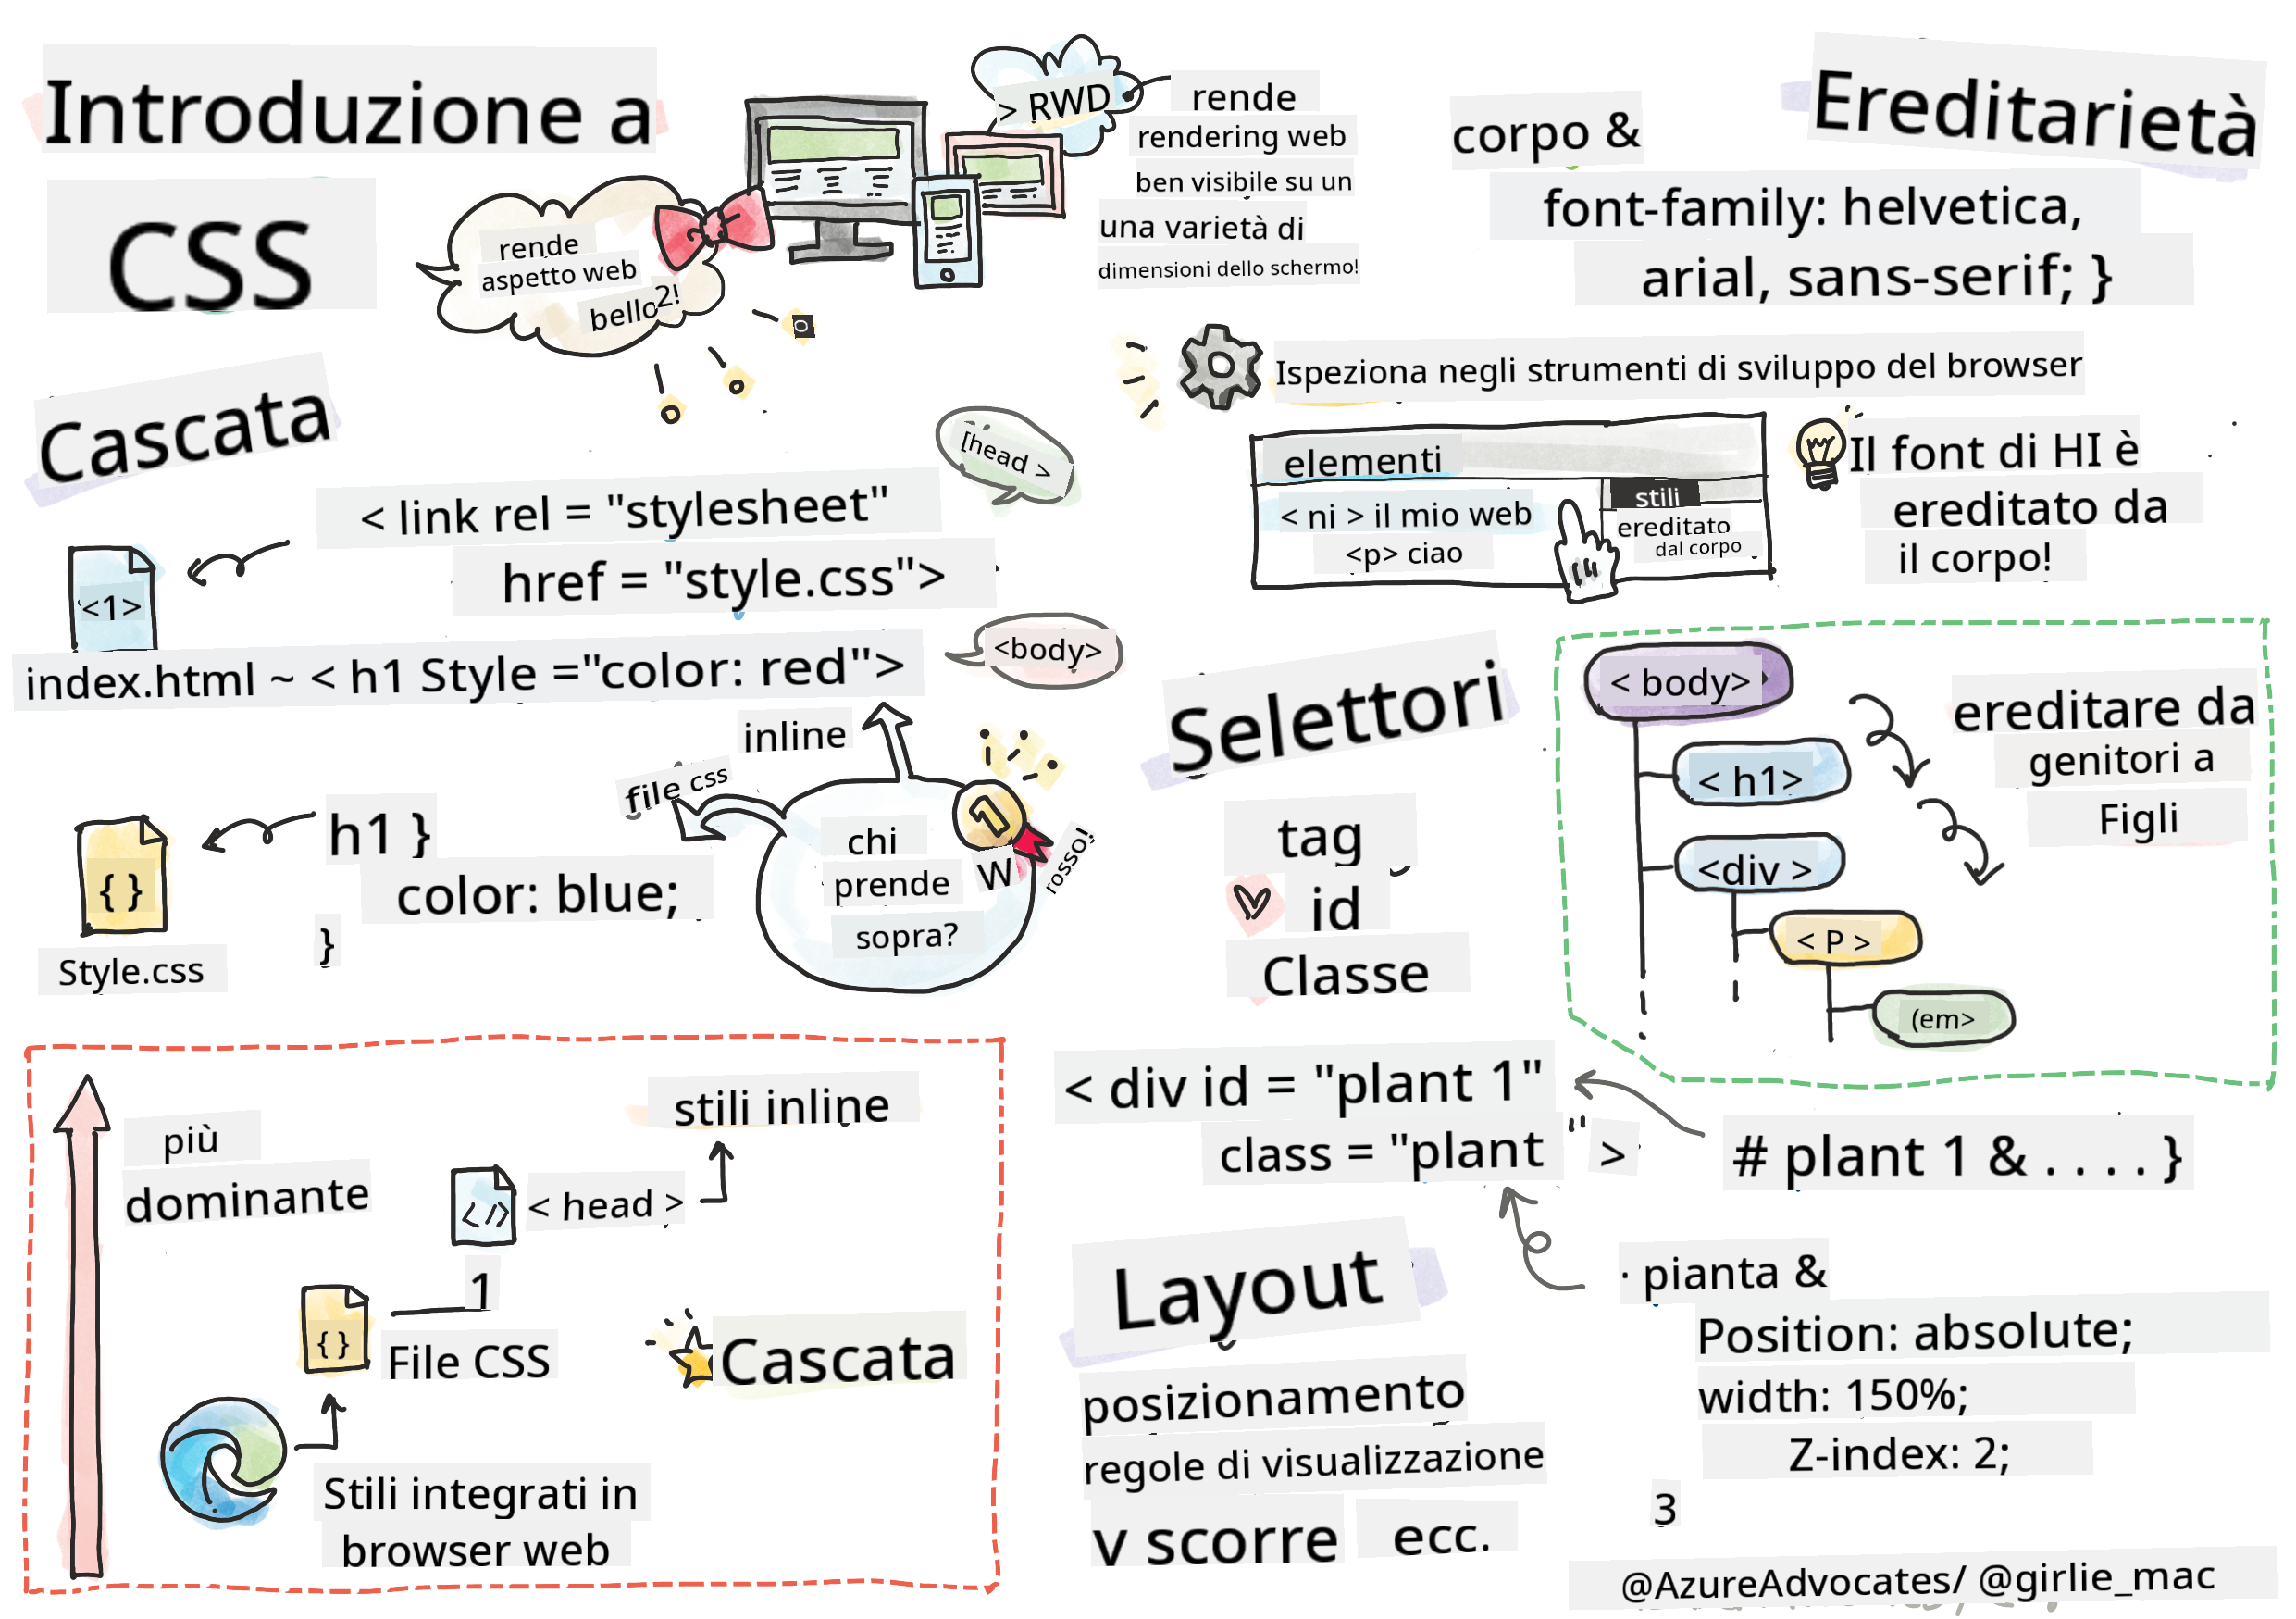 Introduzione a
CSS
rende
aspetto web
bello 2!
> RWD
rende
rendering web
ben visibile su un
una varietà di
dimensioni dello schermo!
Cascata
[head >
< link rel = "stylesheet"
href = "style.css">
<1>
index.html ~ < h1 Style ="color: red">
<body>
inline
file css
h1 }
color: blue;
}
{ }
Style.css
chi
prende
sopra?
1
W
rosso!
più
dominante
stili inline
</>
< head >
1
{ }
File CSS
Cascata
Stili integrati in
browser web
Ereditarietà
corpo &
font-family: helvetica,
arial, sans-serif; }
Ispeziona negli strumenti di sviluppo del browser
elementi
< ni > il mio web
<p> ciao
stili
ereditato
dal corpo
Il font di HI è
ereditato da
il corpo!
< body>
< h1>
<div >
< P >
(em>
ereditare da
genitori a
Figli
Selettori
tag
id
Classe
< div id = "plant 1"
class = "plant " >
# plant 1 & . . . . }
· pianta &
Position: absolute;
width: 150%;
Z-index: 2;
3
Layout
posizionamento
regole di visualizzazione
v scorre ecc.
@AzureAdvocates/ @girlie_mac